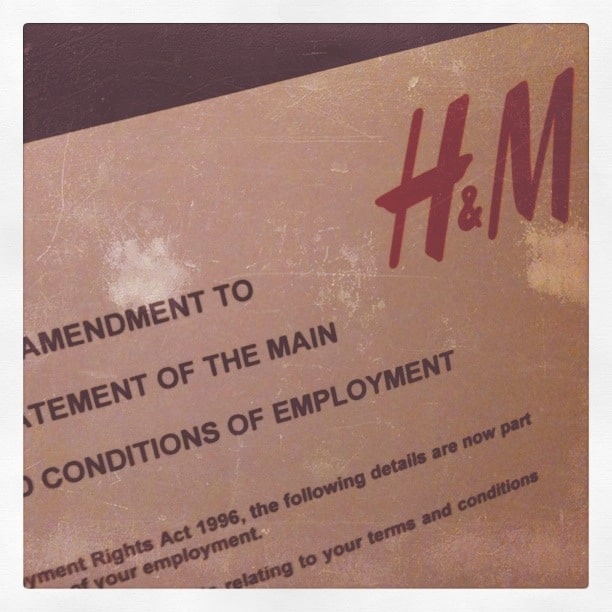 H&M
AMENDMENT TO
ATEMENT OF THE MAIN
D CONDITIONS OF EMPLOYMENT
yment Rights Act 1996, the following details are now part
of your employment.
relating to your terms and conditions